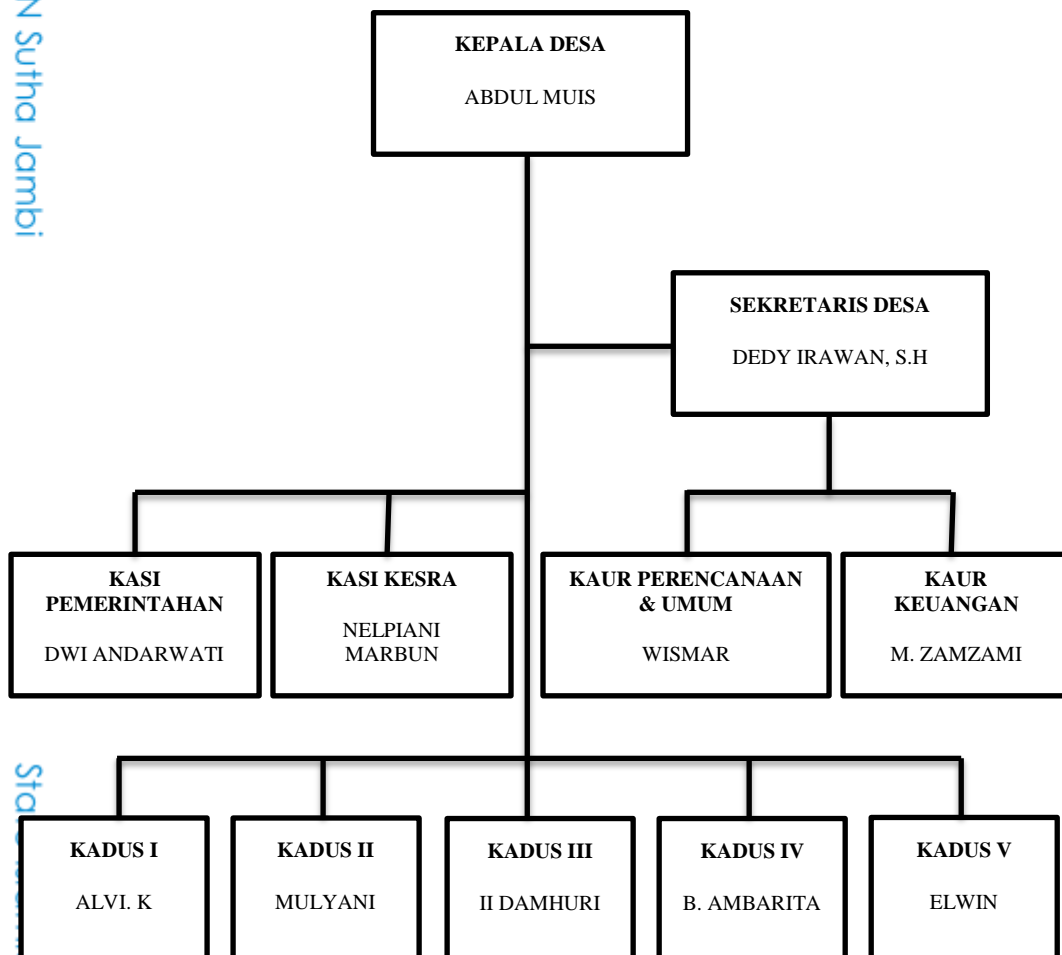 N Sutha Jambi
KEPALA DESA
ABDUL MUIS
SEKRETARIS DESA
DEDY IRAWAN, S.H
KASI
PEMERINTAHAN
DWI ANDARWATI
KASI KESRA
NELPIANI
MARBUN
KAUR PERENCANAAN
& UMUM
WISMAR
KAUR
KEUANGAN
M. ZAMZAMI
KADUS I
ALVI. K
KADUS II
MULYANI
KADUS III
II DAMHURI
KADUS IV
B. AMBARITA
KADUS V
ELWIN